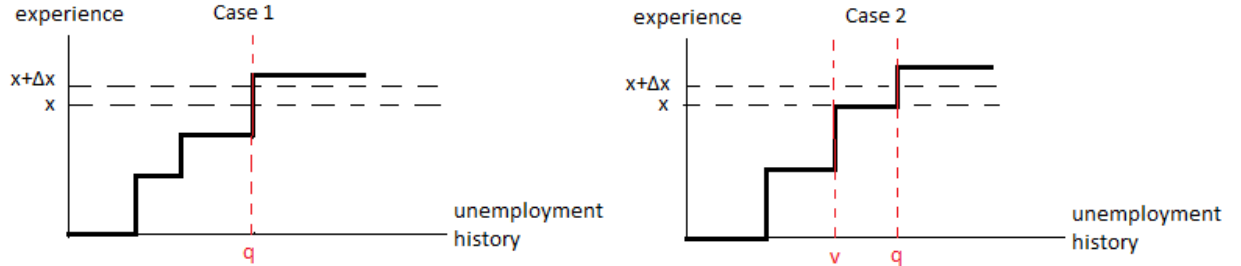 experience
Case 1
x+Δx
x
unemployment
history
q
experience
Case 2
x+Δx
x
unemployment
history
v
q